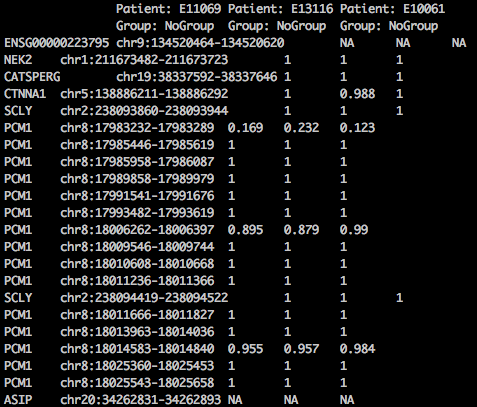 Patient: E11069 Patient: E13116 Patient: E10061
Group: NoGroup Group: NoGroup Group: NoGroup
ENSG00000223795 chr9:134520464-134520620 NA NA NA
NEK2 chr1:211673482-211673723 1 1 1
CATSPERG chr19:38337592-38337646 1 1 1
CTNNA1 chr5:138886211-138886292 1 0.988 1
SCLY chr2:238093860-238093944 1 1 1
PCM1 chr8:17983232-17983289 0.169 0.232 0.123
PCM1 chr8:17985446-17985619 1 1 1
PCM1 chr8:17985958-17986087 1 1 1
PCM1 chr8:17989858-17989979 1 1 1
PCM1 chr8:17991541-17991676 1 1 1
PCM1 chr8:17993482-17993619 1 1 1
PCM1 chr8:18006262-18006397 0.895 0.879 0.99
PCM1 chr8:18009546-18009744 1 1 1
PCM1 chr8:18010608-18010668 1 1 1
PCM1 chr8:18011236-18011366 1 1 1
SCLY chr2:238094419-238094522 1 1 1
PCM1 chr8:18011666-18011827 1 1 1
PCM1 chr8:18013963-18014036 1 1 1
PCM1 chr8:18014583-18014840 0.955 0.957 0.984
PCM1 chr8:18025360-18025453 1 1 1
PCM1 chr8:18025543-18025658 1 1 1
ASIP chr20:34262831-34262893 NA NA NA